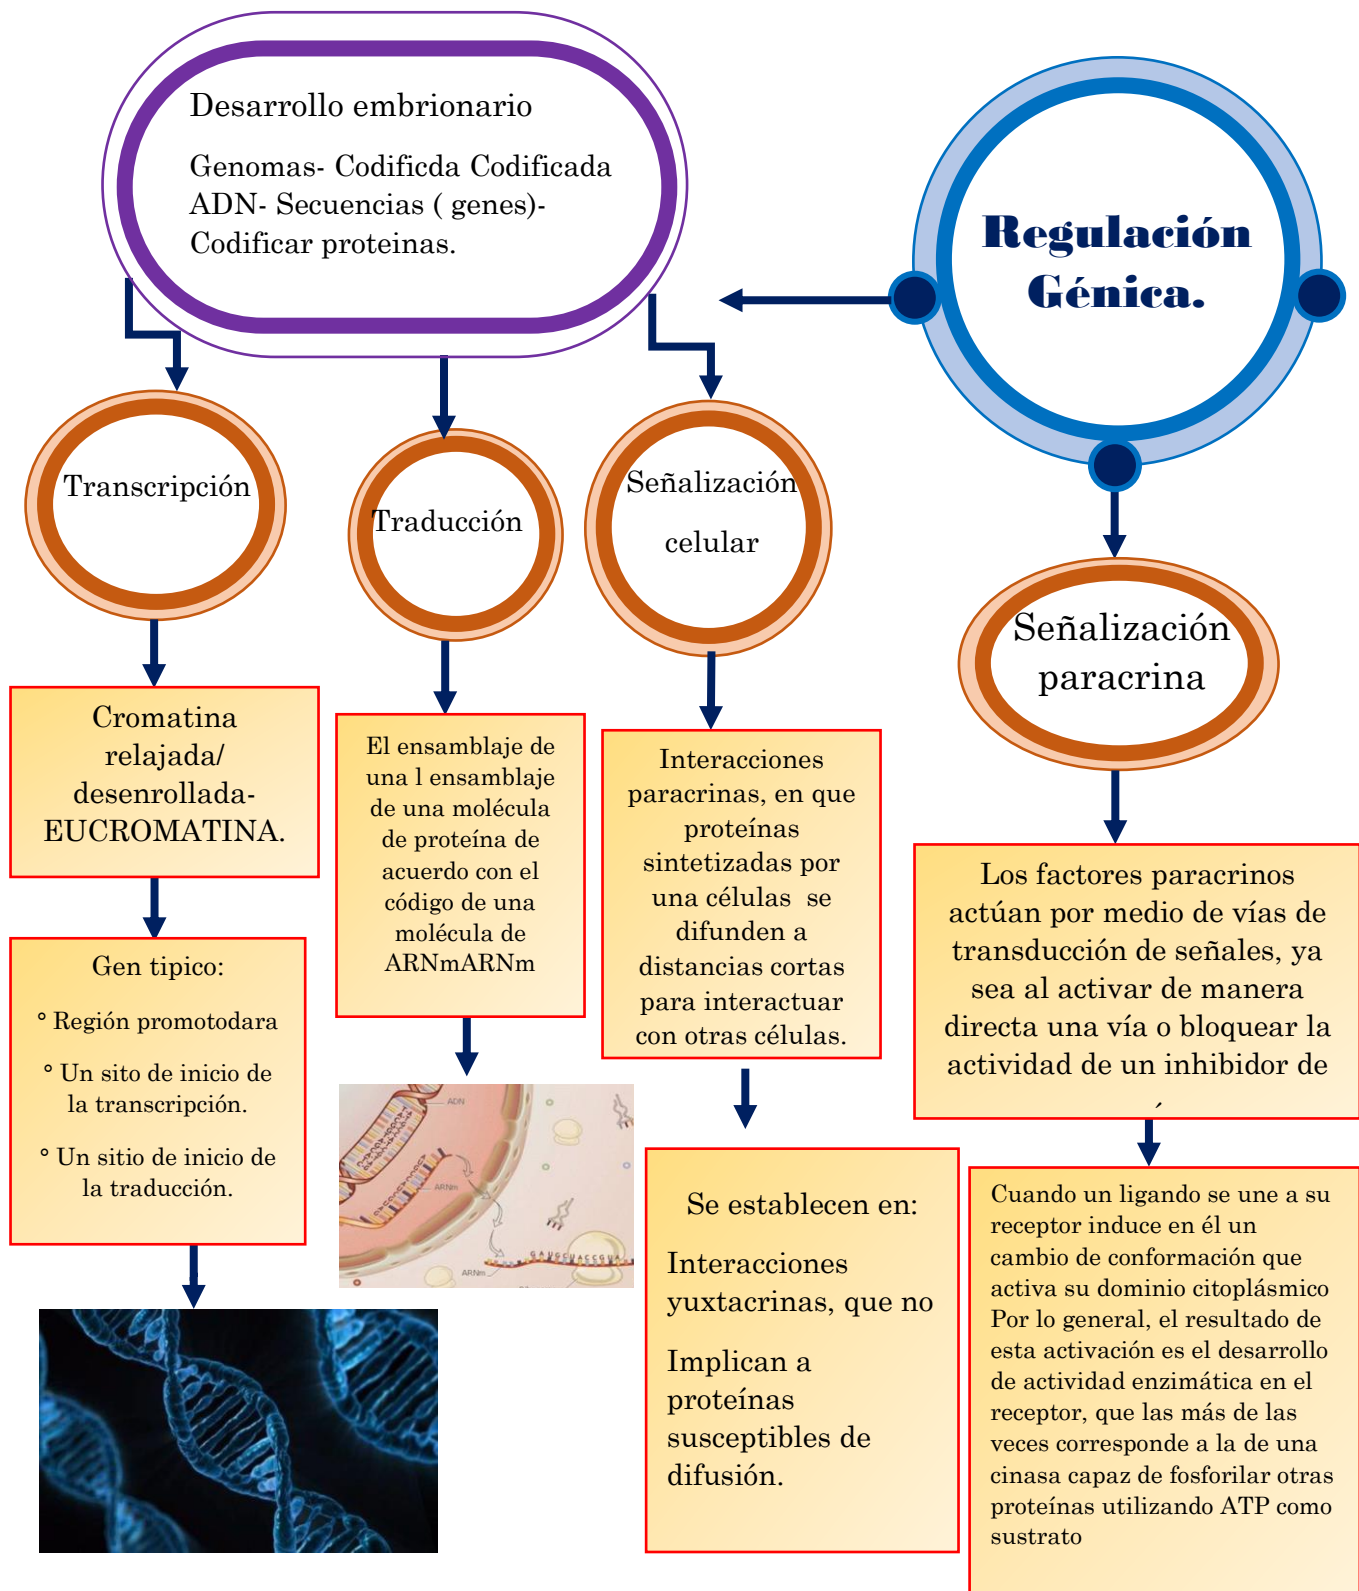 Desarrollo embrionario
Genomas- Codificda Codificada
ADN- Secuencias ( genes)-
Codificar proteinas.
Regulación
Génica.
Transcripción
Traducción
Señalización
celular
Señalización
paracrina
Cromatina
relajada/
desenrollada-
EUCROMATINA.
Gen tipico:
° Región promotodara
° Un sito de inicio de
la transcripción.
° Un sitio de inicio de
la traducción.
El ensamblaje de
una l ensamblaje
de una molécula
de proteína de
acuerdo con el
código de una
molécula de
ARNmARNm
ADN
ARNm
ARNm
GAUGCUACCGUA
Interacciones
paracrinas, en que
proteínas
sintetizadas por
una células se
difunden a
distancias cortas
para interactuar
con otras células.
Se establecen en:
Interacciones
yuxtacrinas, que no
Implican a
proteínas
susceptibles de
difusión.
Los factores paracrinos
actúan por medio de vías de
transducción de señales, ya
sea al activar de manera
directa una vía o bloquear la
actividad de un inhibidor de
Cuando un ligando se une a su
receptor induce en él un
cambio de conformación que
activa su dominio citoplásmico
Por lo general, el resultado de
esta activación es el desarrollo
de actividad enzimática en el
receptor, que las más de las
veces corresponde a la de una
cinasa capaz de fosforilar otras
proteínas utilizando ATP como
sustrato